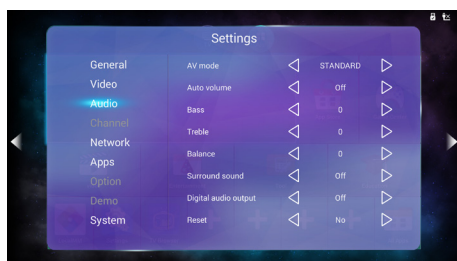 Settings
General
Video
Audio
Channel
Network
Apps
Option
Demo
System
AV mode STANDARD
Auto volume Off
Bass 0
Treble 0
Balance 0
Surround sound Off
Digital audio output Off
Reset No